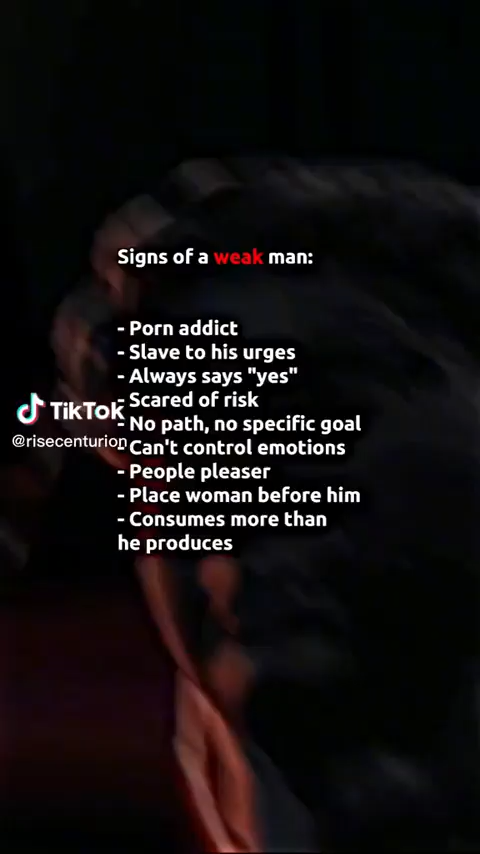 Signs of a weak man:
- Porn addict
- Slave to his urges
- Always says "yes"
- Scared of risk
- No path, no specific goal
- Can't control emotions
- People pleaser
- Place woman before him
- Consumes more than
he produces
TikTok
@risecenturion